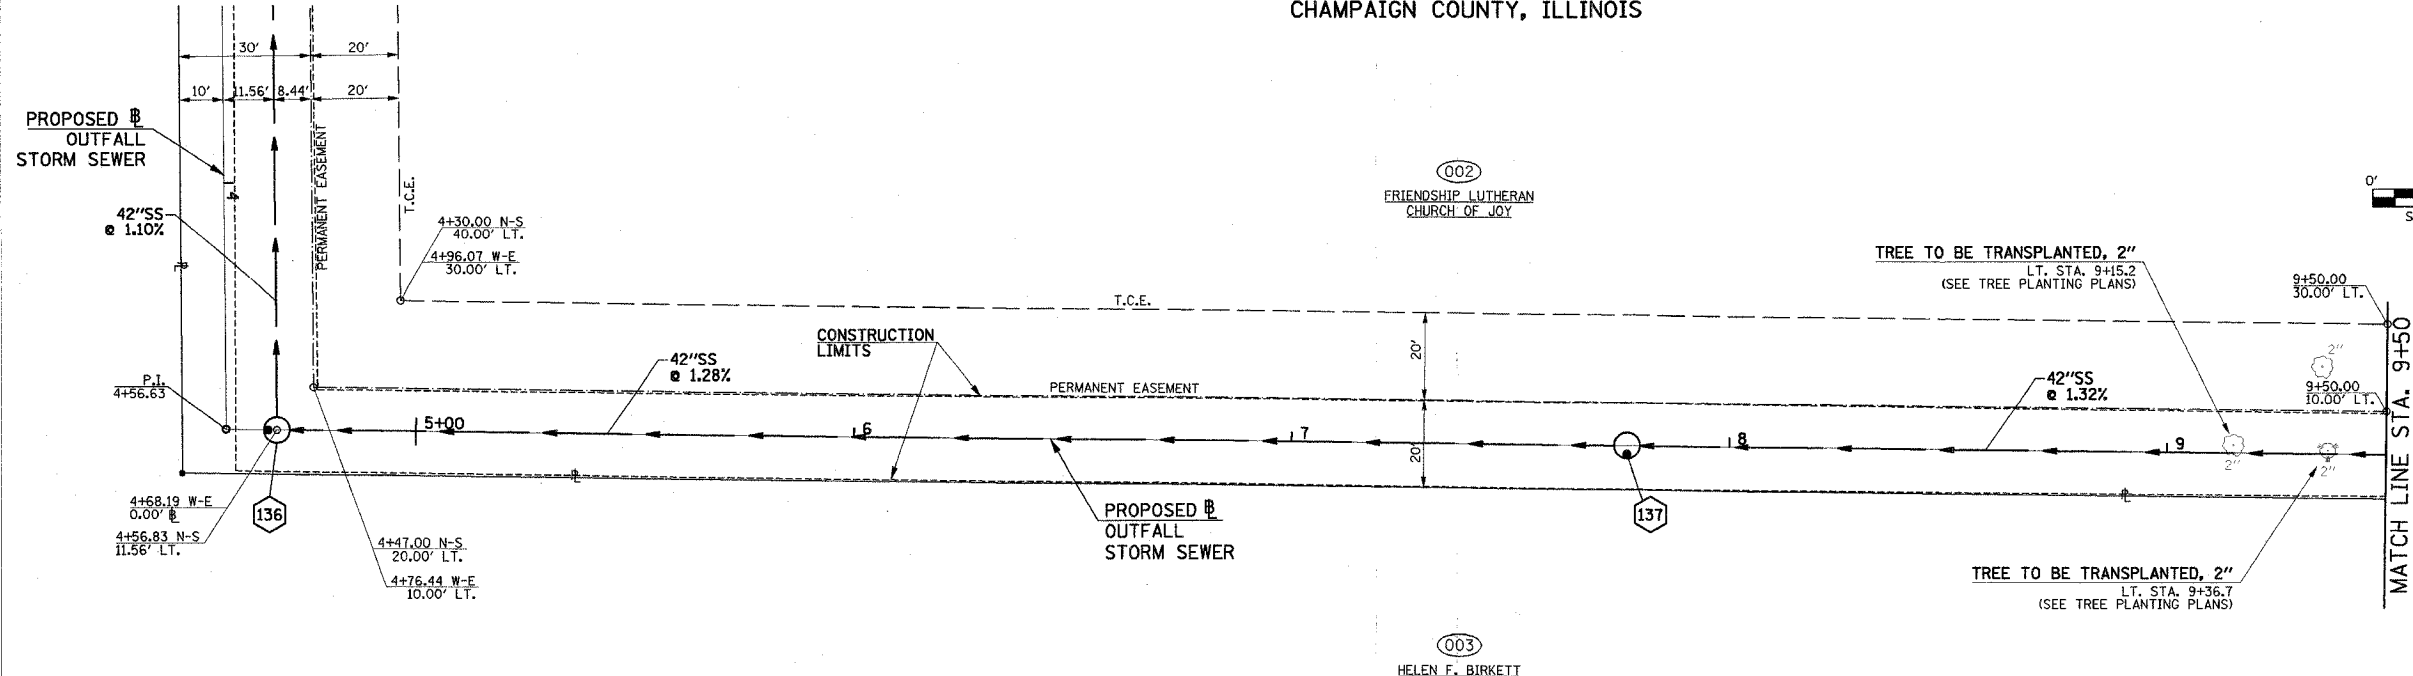 CHAMPAIGN COUNTY, ILLINOIS
30'
20'
10'
11.56'
8.44'
20'
PROPOSED ⅊
OUTFALL
STORM SEWER
PERMANENT EASEMENT
T.C.E.
42"SS
@ 1.10%
4+30.00 N-S
40.00' LT.
4+96.07 W-E
30.00' LT.
002
FRIENDSHIP LUTHERAN
CHURCH OF JOY
0'
S
TREE TO BE TRANSPLANTED, 2"
LT. STA. 9+15.2
(SEE TREE PLANTING PLANS)
9+50.00
30.00' LT.
T.C.E.
CONSTRUCTION
LIMITS
20'
42"SS
@ 1.28%
PERMANENT EASEMENT
42"SS
@ 1.32%
2"
9+50.00
10.00' LT.
MATCH LINE STA. 9+50
P.I.
4+56.63
5+00
6
7
8
9
20'
2"
2"
4+68.19 W-E
0.00'
136
137
4+56.83 N-S
11.56' LT.
4+47.00 N-S
20.00' LT.
4+76.44 W-E
10.00' LT.
PROPOSED
OUTFALL
STORM SEWER
TREE TO BE TRANSPLANTED, 2"
LT. STA. 9+36.7
(SEE TREE PLANTING PLANS)
003
HELEN F. BIRKETT